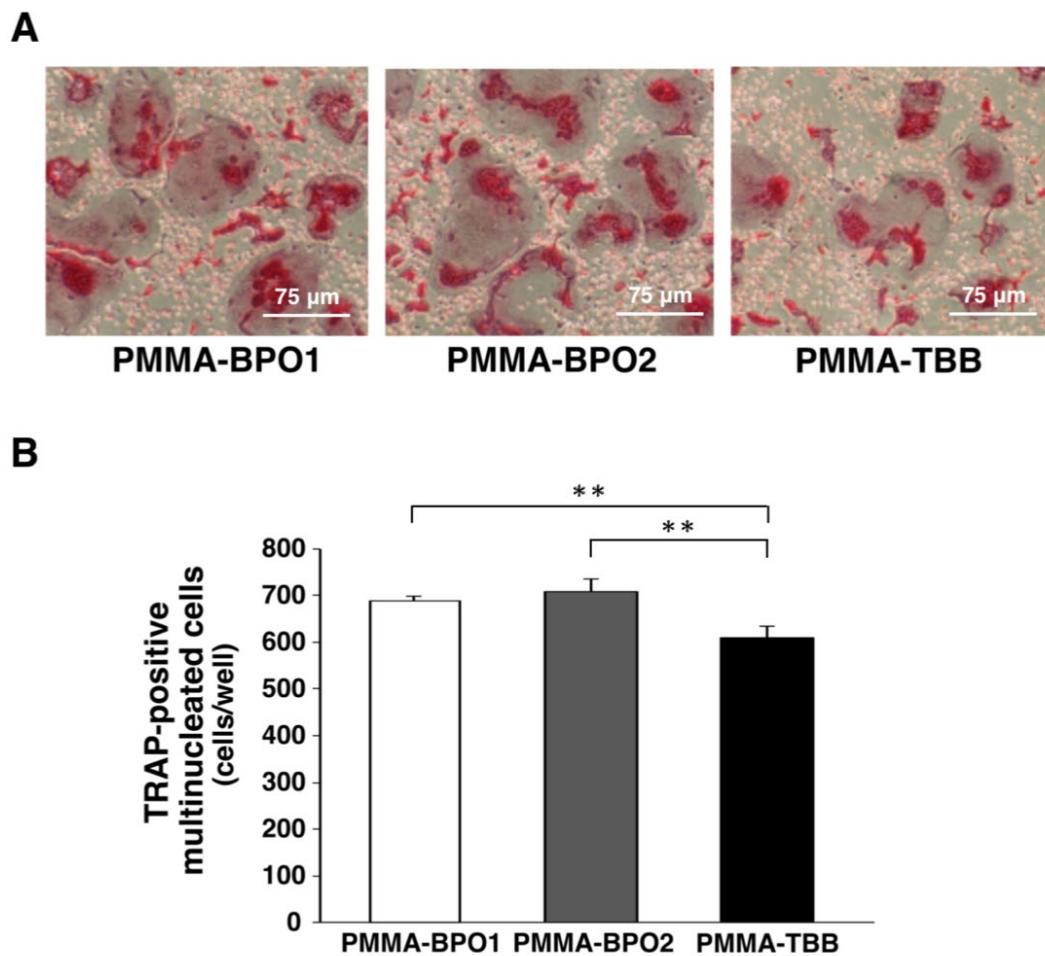 A
75 μm
75 μm
75 μm
PMMA-BPO1
PMMA-BPO2
PMMA-TBB
B
**
**
TRAP-positive
multinucleated cells
(cells/well)
800
700
600
500
400
300
200
100
0
PMMA-BPO1
PMMA-BPO2
PMMA-TBB